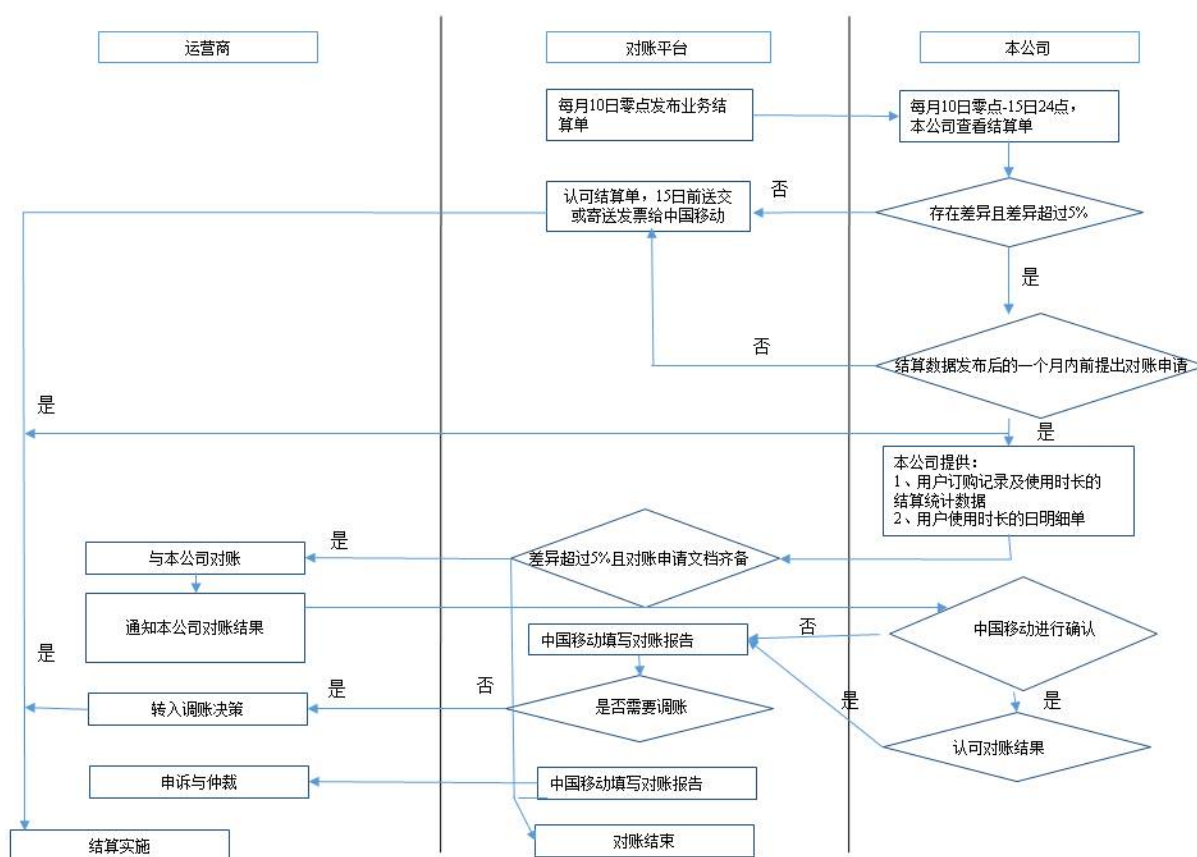 运营商
对账平台
本公司
每月10日零点发布业务结
算单
每月10日零点-15日24点，
本公司查看结算单
认可结算单，15日前送交
或寄送发票给中国移动
否
存在差异且差异超过5%
是
否
结算数据发布后的一个月内前提出对账申请
是
是
本公司提供：
1、用户订购记录及使用时长的
结算统计数据
2、用户使用时长的日明细单
与本公司对账
是
差异超过5%且对账申请文档齐备
通知本公司对账结果
中国移动填写对账报告
否
中国移动进行确认
是
转入调账决策
是
否
是否需要调账
是
是
认可对账结果
申诉与仲裁
中国移动填写对账报告
结算实施
对账结束